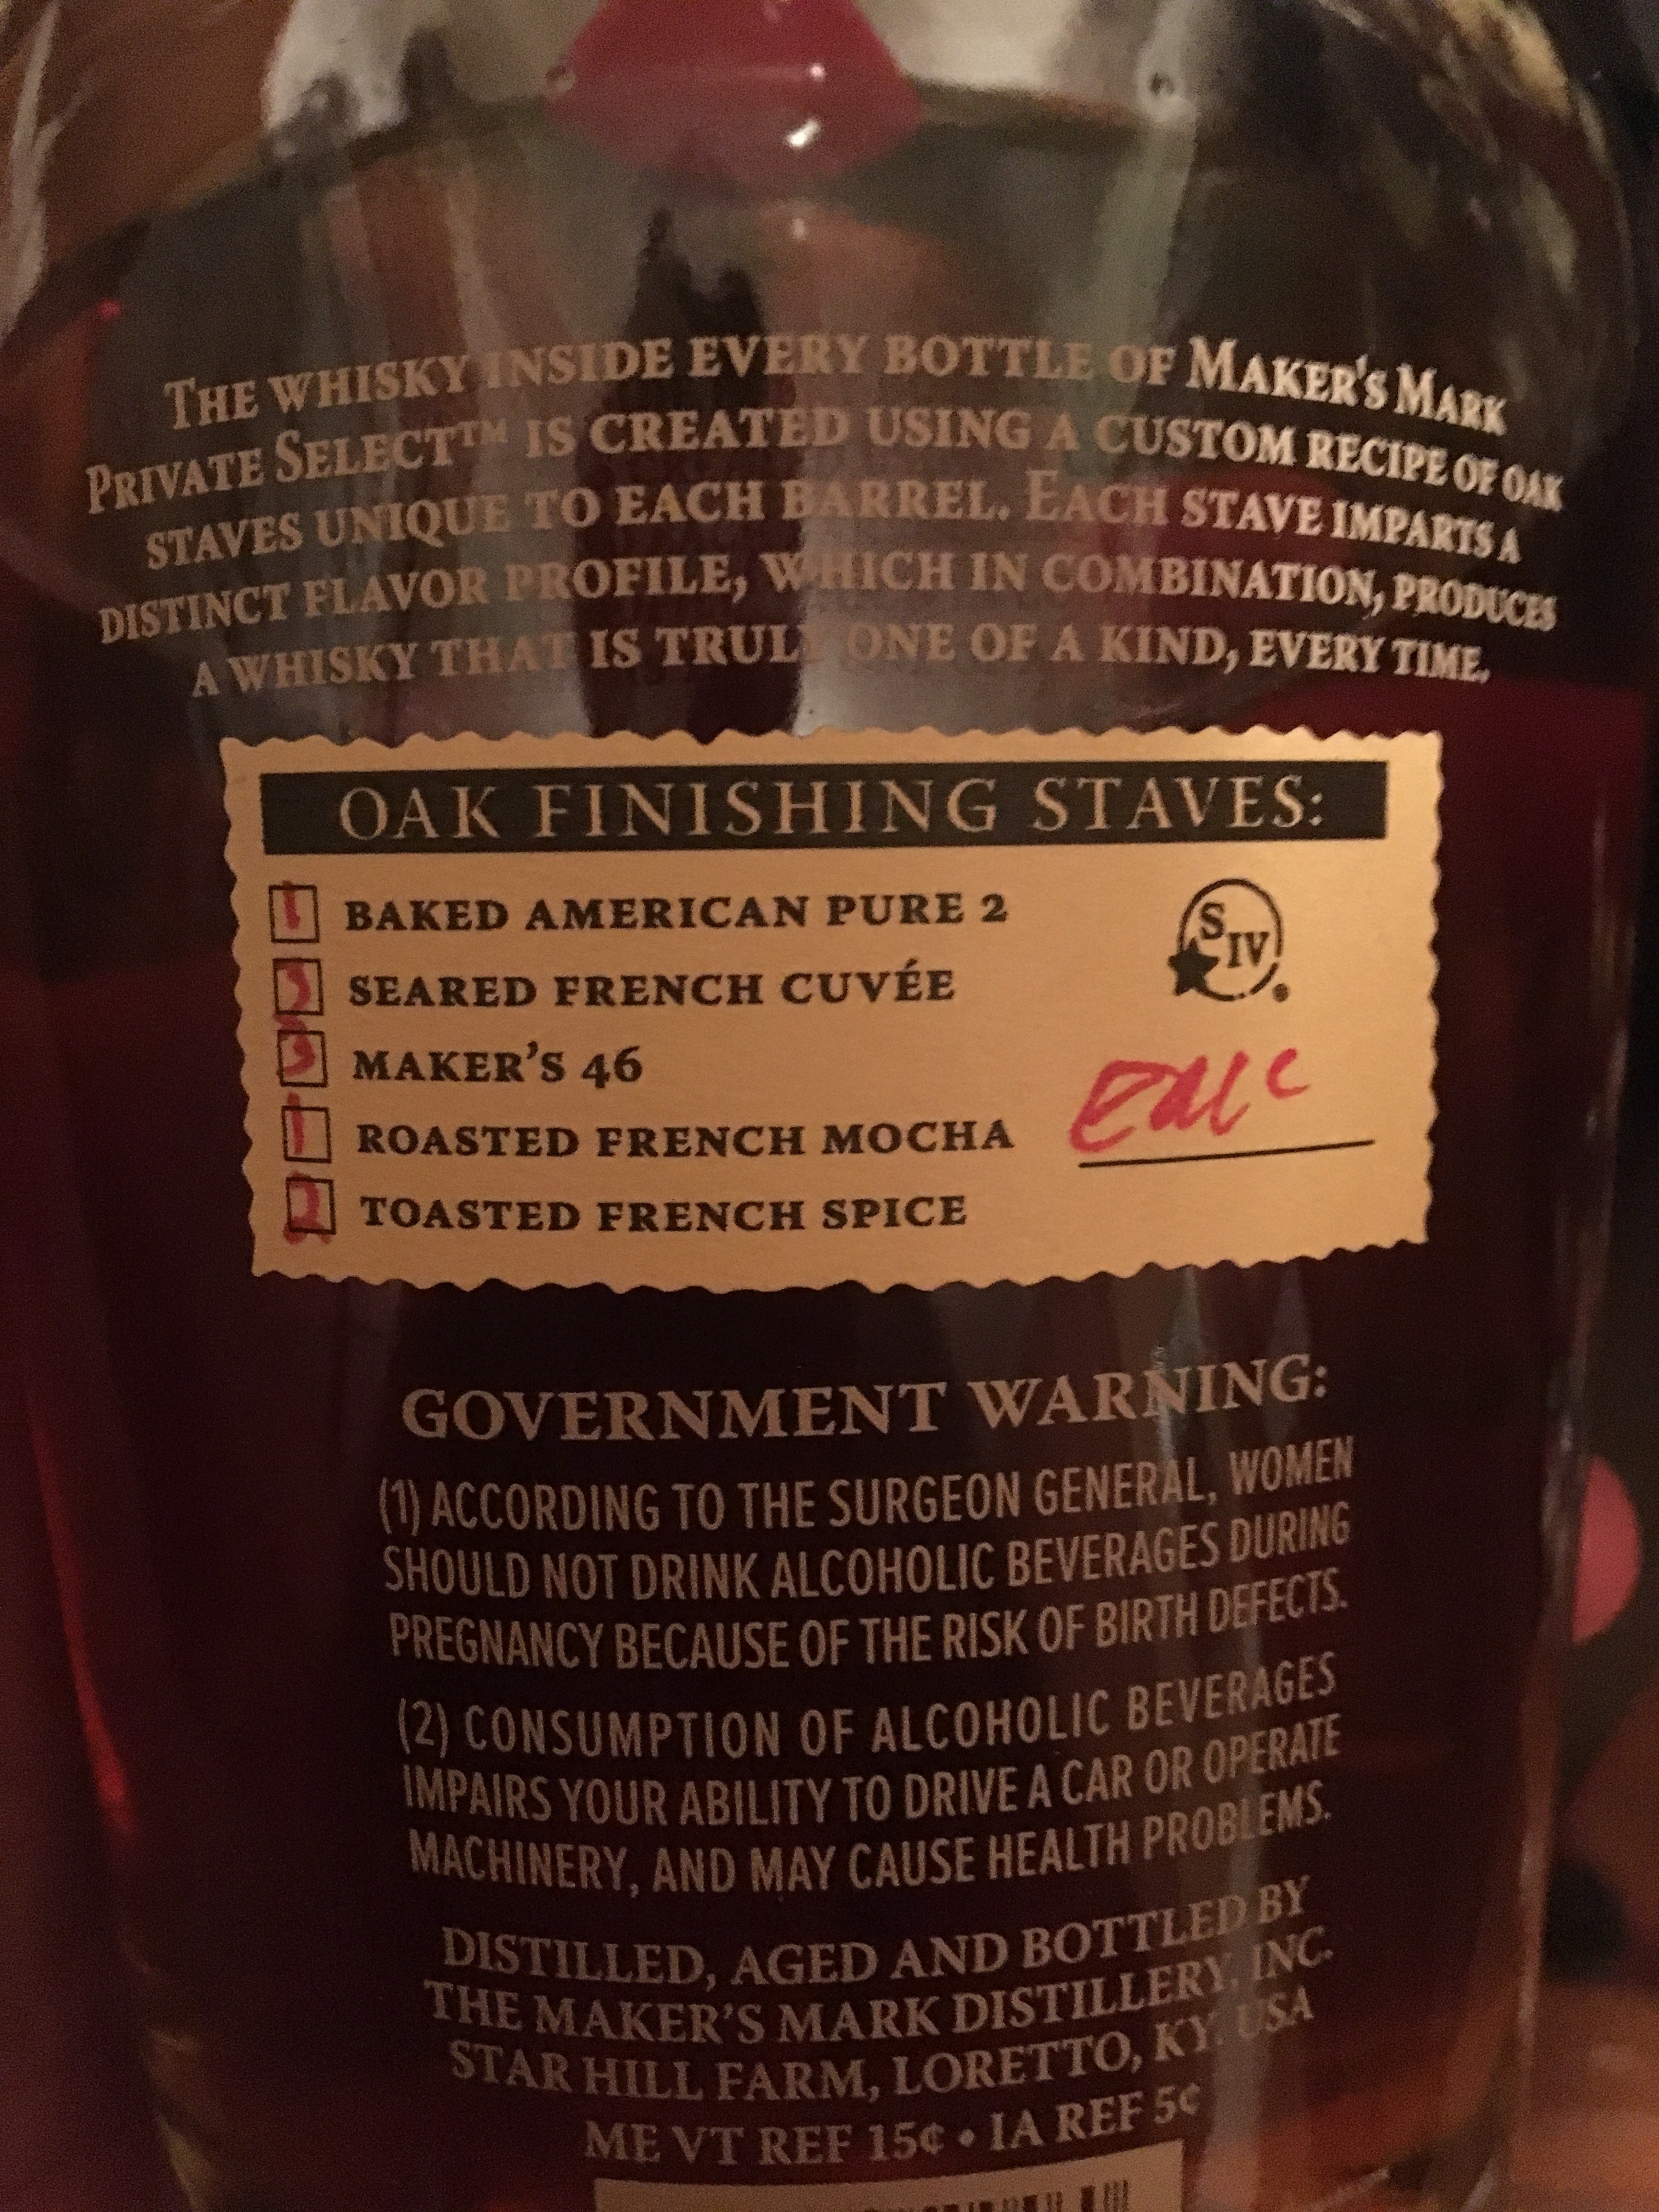 THE WHISKY INSIDE EVERY BOTTLE OF MAKER'S MARK
PRIVATE SELECT™ IS CREATED USING A CUSTOM RECIPE OF OAK
STAVES UNIQUE TO EACH BARREL. EACH STAVE IMPARTS A
DISTINCT FLAVOR PROFILE, WHICH IN COMBINATION, PRODUCES
A WHISKY THAT IS TRULY ONE OF A KIND, EVERY TIME.
OAK FINISHING STAVES:
1 BAKED AMERICAN PURE 2
3 SEARED FRENCH CUVÉE
3 MAKER'S 46
1 ROASTED FRENCH MOCHA
2 TOASTED FRENCH SPICE
S IV ®
GOVERNMENT WARNING:
(1) ACCORDING TO THE SURGEON GENERAL, WOMEN
SHOULD NOT DRINK ALCOHOLIC BEVERAGES DURING
PREGNANCY BECAUSE OF THE RISK OF BIRTH DEFECTS.
(2) CONSUMPTION OF ALCOHOLIC BEVERAGES
IMPAIRS YOUR ABILITY TO DRIVE A CAR OR OPERATE
MACHINERY, AND MAY CAUSE HEALTH PROBLEMS.
DISTILLED, AGED AND BOTTLED BY
THE MAKER'S MARK DISTILLERY, INC.
STAR HILL FARM, LORETTO, KY. USA
ME VT REF 15¢ • IA REF 5¢